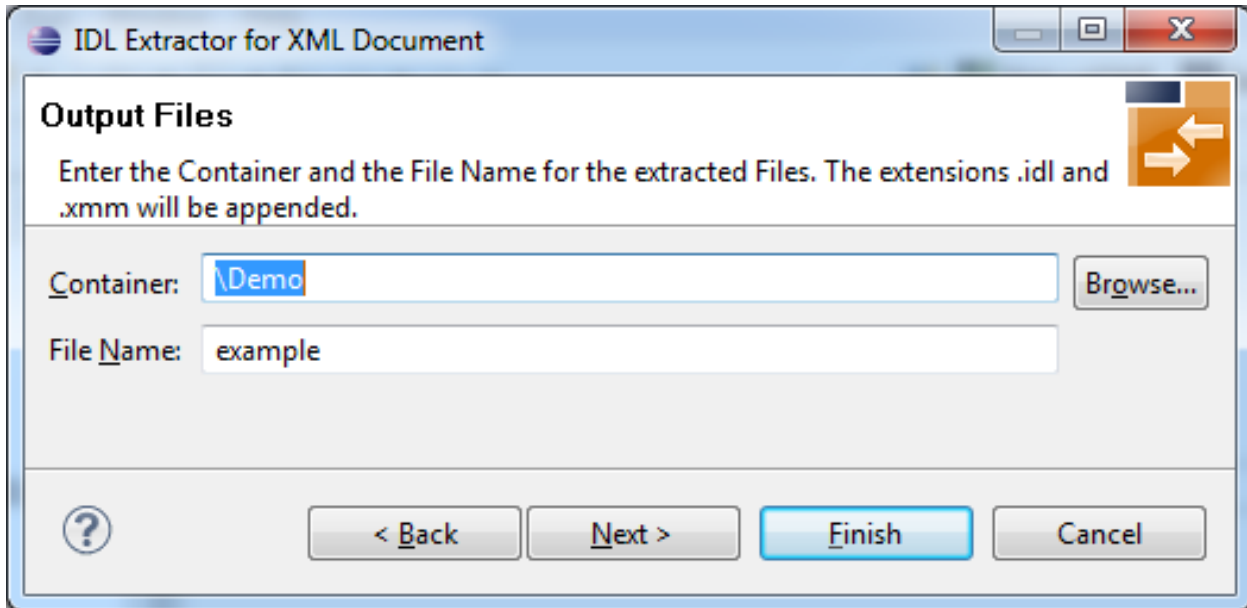 IDL Extractor for XML Document
Output Files
Enter the Container and the File Name for the extracted Files. The extensions .idl and
.xmm will be appended.
Container: \Demo Browse...
File Name: example
< Back Next > Finish Cancel